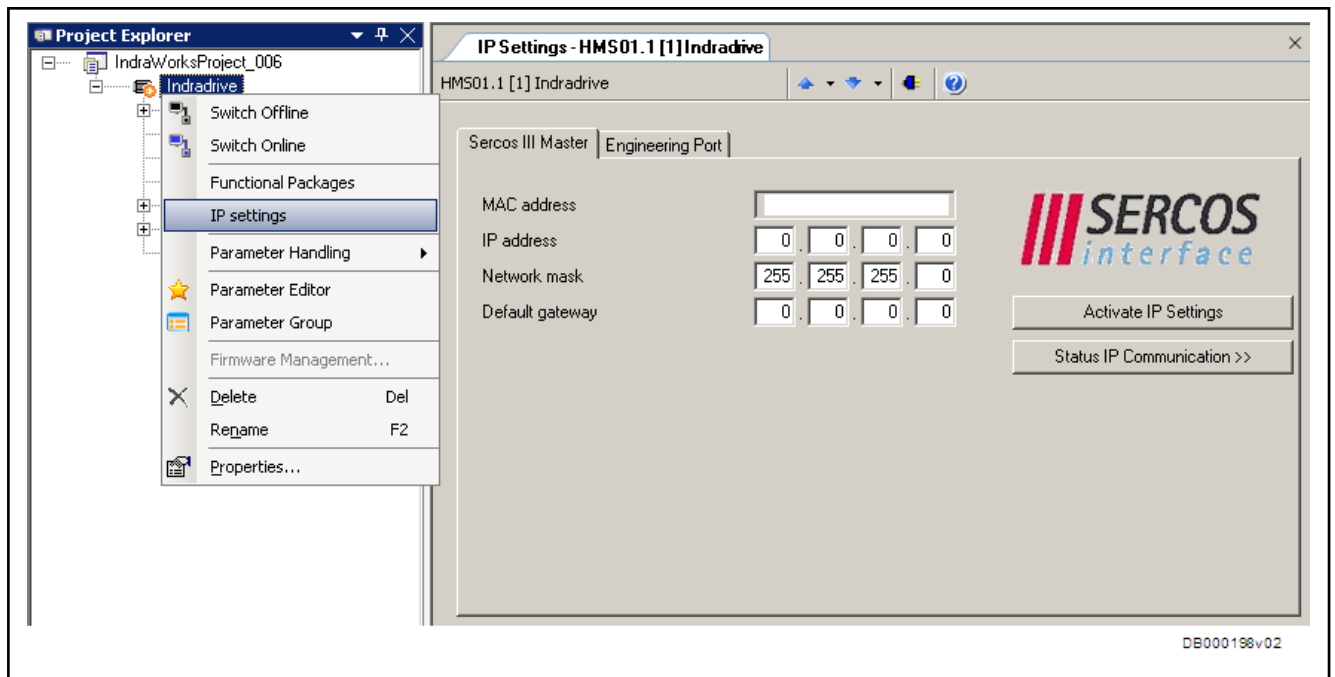 Project Explorer
IndraWorksProject_006
Indradrive
Switch Offline
Switch Online
Functional Packages
IP settings
Parameter Handling
Parameter Editor
Parameter Group
Firmware Management...
Delete Del
Rename F2
Properties...
IP Settings - HMS01.1 [1] Indradrive
HMS01.1 [1] Indradrive
Sercos III Master Engineering Port
MAC address
IP address 0 . 0 . 0 . 0
Network mask 255 . 255 . 255 . 0
Default gateway 0 . 0 . 0 . 0
SERCOS
interface
Activate IP Settings
Status IP Communication >>
DB000198v02